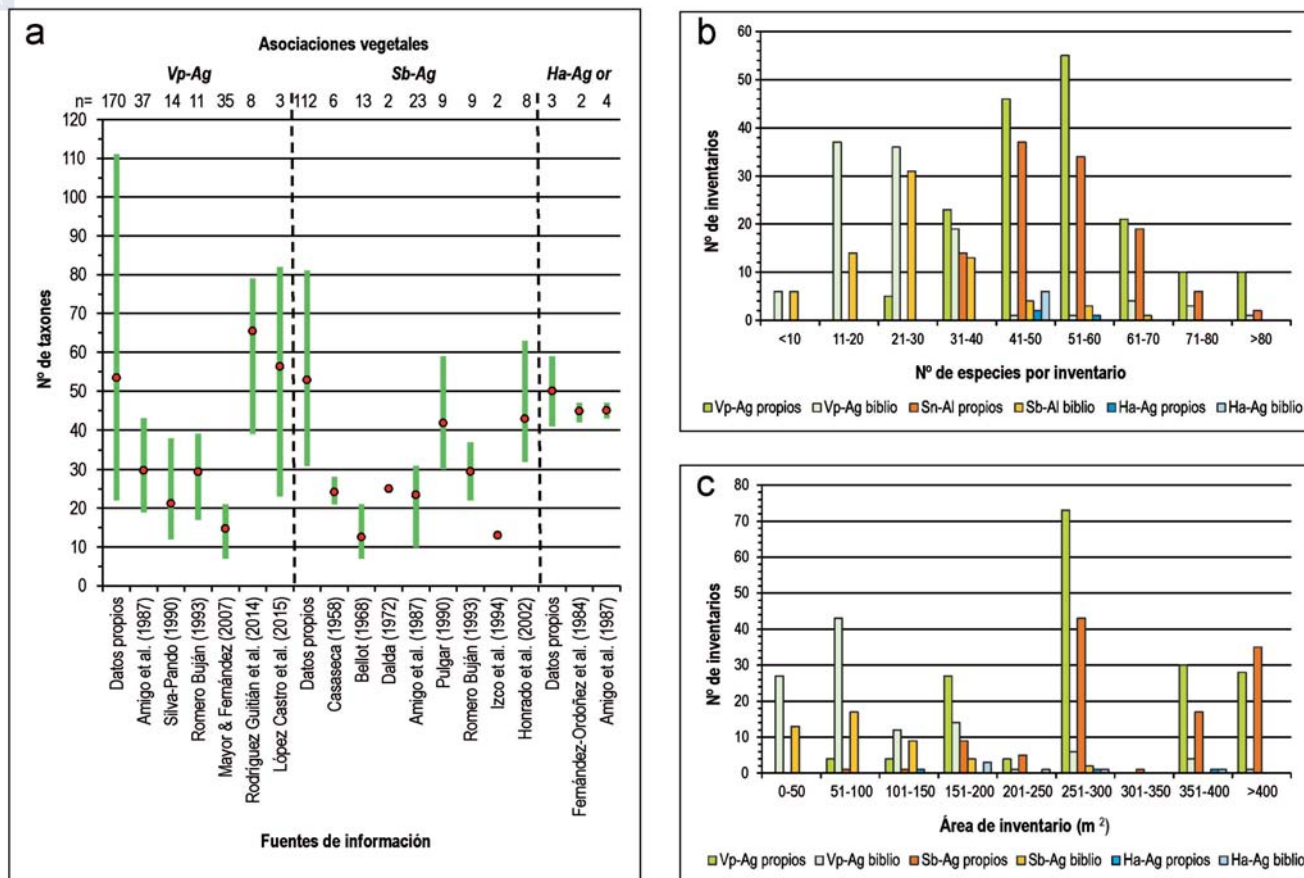 a
Asociaciones vegetales
Vp-Ag Sb-Ag Ha-Ag or
n= 170 37 14 11 35 8 3 112 6 13 2 23 9 9 2 8 3 2 4
120
110
100
90
80
70
60
50
40
30
20
10
0
Nº de taxones
Datos propios
Amigo et al. (1987)
Silva-Pando (1990)
Romero Buján (1993)
Mayor & Fernández (2007)
Rodríguez Guitián et al. (2014)
López Castro et al. (2015)
Datos propios
Casaseca (1958)
Bellot (1968)
Dalda (1972)
Amigo et al. (1987)
Pulgar (1990)
Romero Buján (1993)
Izco et al. (1994)
Honrado et al. (2002)
Datos propios
Fernández-Ordoñez et al. (1984)
Amigo et al. (1987)
Fuentes de información
b
60
50
40
30
20
10
0
Nº de inventarios
<10 11-20 21-30 31-40 41-50 51-60 61-70 71-80 >80
Nº de especies por inventario
Vp-Ag propios Vp-Ag biblio Sn-Al propios Sb-Al biblio Ha-Ag propios Ha-Ag biblio
c
80
70
60
50
40
30
20
10
0
Nº de inventarios
0-50 51-100 101-150 151-200 201-250 251-300 301-350 351-400 >400
Área de inventario (m ²)
Vp-Ag propios Vp-Ag biblio Sb-Ag propios Sb-Ag biblio Ha-Ag propios Ha-Ag biblio